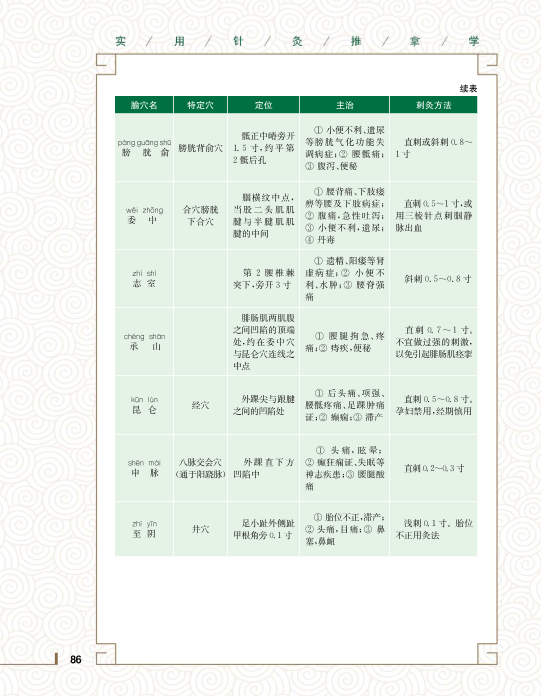 实 / 用 / 针 / 灸 / 推 / 拿 / 学
续表
腧穴名 特定穴 定位 主治 刺灸方法
páng guāng shū
膀 胱 俞
膀胱背俞穴
骶正中嵴旁开
1.5 寸,约平第
2 骶后孔
① 小便不利、遗尿
等膀胱气化功能失
调病症;② 腰骶痛;
③ 腹泻、便秘
直刺或斜刺 0.8～
1 寸
wěi zhōng
委 中
合穴膀胱
下合穴
腘横纹中点,
当股二头肌肌
腱与半腱肌肌
腱的中间
① 腰背痛、下肢痿
痹等腰及下肢病症;
② 腹痛,急性吐泻;
③ 小便不利,遗尿;
④ 丹毒
直刺 0.5～1 寸,或
用三棱针点刺腘静
脉出血
zhì shì
志 室
第 2 腰椎棘
突下,旁开 3 寸
① 遗精、阳痿等肾
虚病症;② 小便不
利、水肿;③ 腰脊强
痛
斜刺 0.5～0.8 寸
chéng shān
承 山
腓肠肌两肌腹
之间凹陷的顶端
处,约在委中穴
与昆仑穴连线之
中点
① 腰腿拘急、疼
痛;② 痔疾,便秘
直刺 0.7～1 寸。
不宜做过强的刺激,
以免引起腓肠肌痉挛
kūn lún
昆 仑
经穴
外踝尖与跟腱
之间的凹陷处
① 后头痛、项强、
腰骶疼痛、足踝肿痛
证;② 癫痫;③ 滞产
直刺 0.5～0.8 寸。
孕妇禁用,经期慎用
shēn mài
申 脉
八脉交会穴
(通于阳跷脉)
外踝直下方
凹陷中
① 头痛,眩晕;
② 癫狂痫证、失眠等
神志疾患;③ 腰腿酸
痛
直刺 0.2～0.3 寸
zhì yīn
至 阴
井穴
足小趾外侧趾
甲根角旁 0.1 寸
① 胎位不正,滞产;
② 头痛,目痛;③ 鼻
塞,鼻衄
浅刺 0.1 寸。胎位
不正用灸法
86